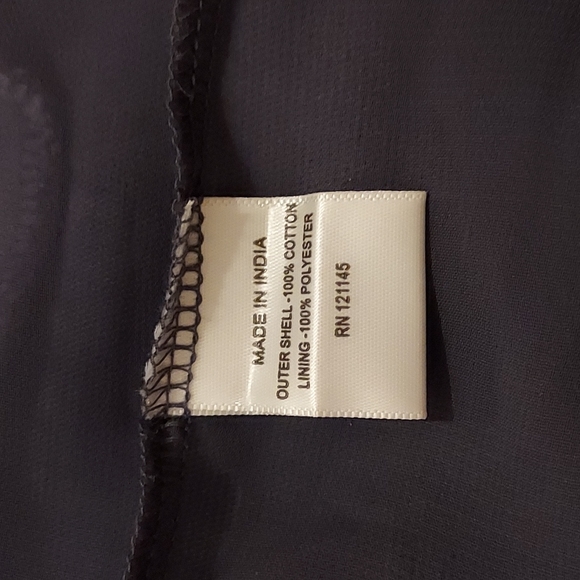 MADE IN INDIA
OUTER SHELL -100% COTTON
LINING -100% POLYESTER
RN 121145